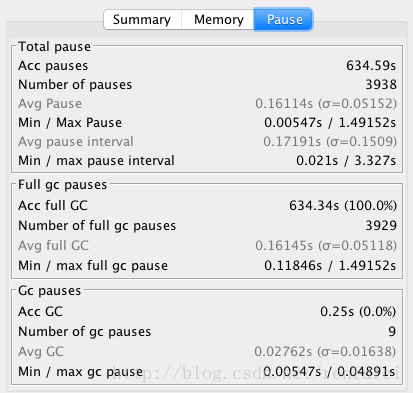 Summary Memory Pause
Total pause
Acc pauses 634.59s
Number of pauses 3938
Avg Pause 0.16114s (σ=0.05152)
Min / Max Pause 0.00547s / 1.49152s
Avg pause interval 0.17191s (σ=0.1509)
Min / max pause interval 0.021s / 3.327s
Full gc pauses
Acc full GC 634.34s (100.0%)
Number of full gc pauses 3929
Avg full GC 0.16145s (σ=0.05118)
Min / max full gc pause 0.11846s / 1.49152s
Gc pauses
Acc GC 0.25s (0.0%)
Number of gc pauses 9
Avg GC 0.02762s (σ=0.01638)
Min / max gc pause 0.00547s / 0.04891s